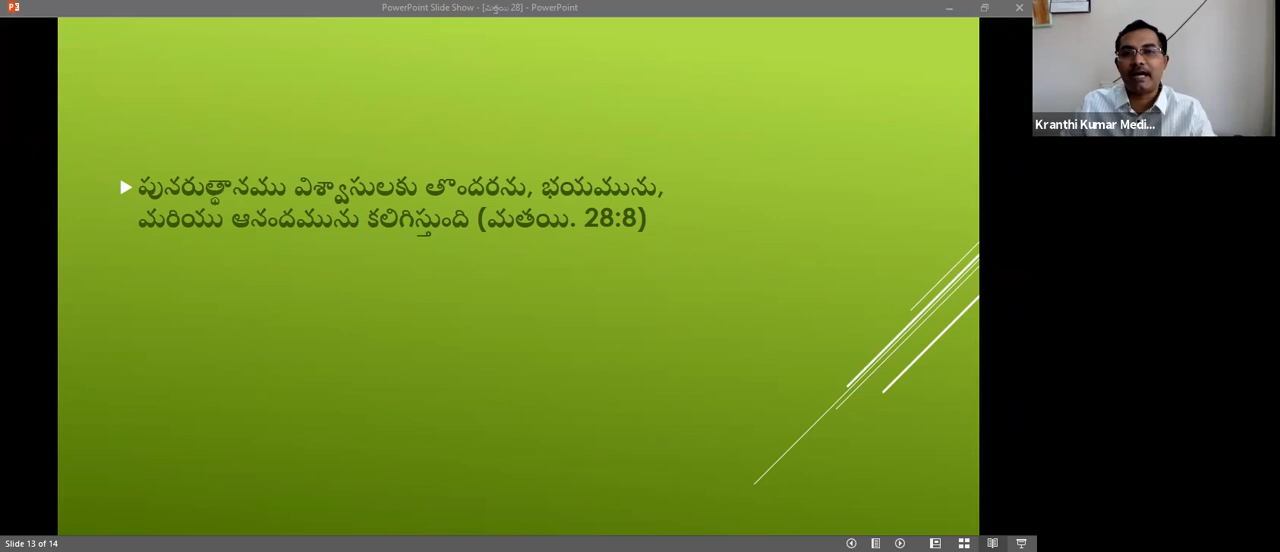 PowerPoint Slide Show - [మత్తయి 28] - PowerPoint
Kranthi Kumar Medi...
పునరుత్థానము విశ్వాసులకు తొందరను, భయమును,
మరియు ఆనందమును కలిగిస్తుంది (మతయి. 28:8)
Slide 13 of 14